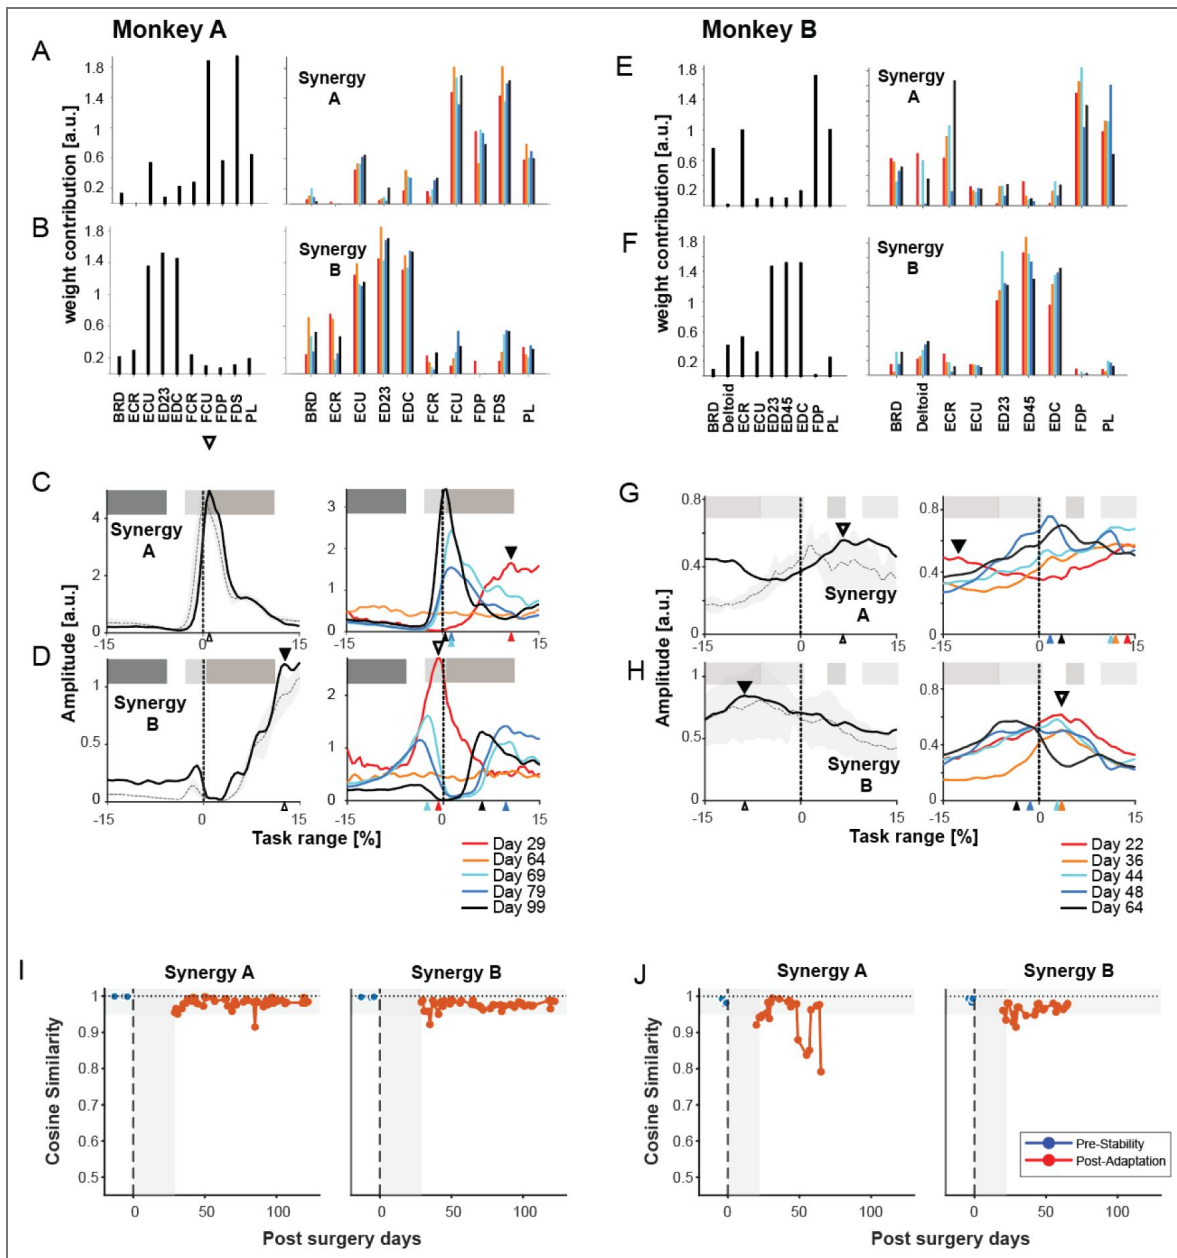 Monkey A
Monkey B
A
1.8
1
0.6
0.2
Synergy
A
E
1.8
1
0.6
0.2
Synergy
A
weight contribution [a.u.]
weight contribution [a.u.]
B
1.8
1
0.6
0.2
Synergy
B
F
1.8
1
0.6
0.2
Synergy
B
BRD ECR ECU ED23 EDC FCR FCU FDP FDS PL
BRD ECR ECU ED23 EDC FCR FCU FDP FDS PL
BRD Deltoid ECR ECU ED23 ED45 EDC FDP PL
BRD Deltoid ECR ECU ED23 ED45 EDC FDP PL
C
4
2
0
Synergy
A
-15 0 15
3
2
1
0
-15 0 15
G
0.8
0.4
0
Synergy
A
-15 0 15
0.8
0.6
0.4
0
-15 0 15
Amplitude [a.u.]
Amplitude [a.u.]
D
1
0.5
0
Synergy
B
-15 0 15
2
1
0
-15 0 15
H
1
0.5
0
Synergy
B
-15 0 15
0.8
0.4
0
-15 0 15
Task range [%]
Task range [%]
Day 29
Day 64
Day 69
Day 79
Day 99
Day 22
Day 36
Day 44
Day 48
Day 64
I
Synergy A
Synergy B
J
Synergy A
Synergy B
Cosine Similarity
1
0.9
0.8
0.7
0.6
0.5
0 50 100
0 50 100
Cosine Similarity
1
0.9
0.8
0.7
0.6
0.5
0 50 100
0 50 100
Pre-Stability
Post-Adaptation
Post surgery days
Post surgery days